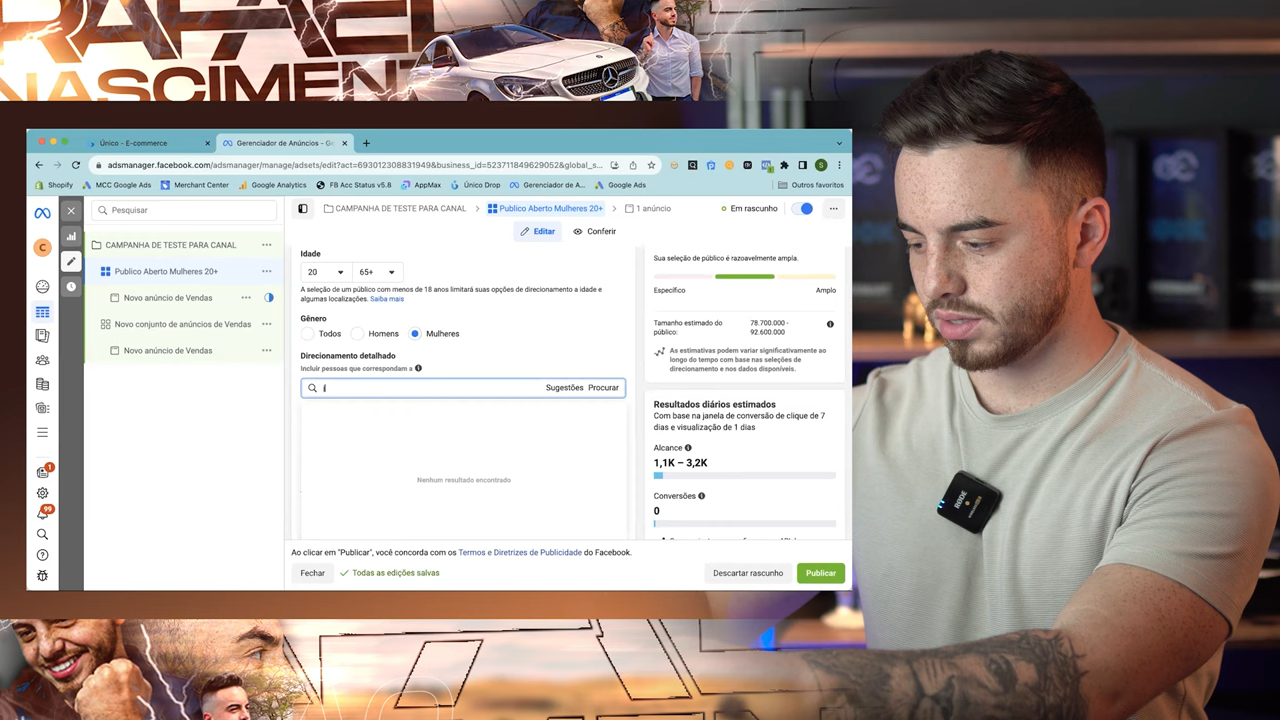 RAFAEL
NASCIMENT
Único - E-commerce
Gerenciador de Anúncios - Ge
adsmanager.facebook.com/adsmanager/manage/adsets/edit?act=693012308831949&business_id=523711849629052&global_s...
Shopify
MCC Google Ads
Merchant Center
Google Analytics
FB Acc Status v5.8
AppMax
Único Drop
Gerenciador de A...
Google Ads
Outros favoritos
Pesquisar
CAMPANHA DE TESTE PARA CANAL
Publico Aberto Mulheres 20+
1 anúncio
Em rascunho
Editar
Conferir
C
CAMPANHA DE TESTE PARA CANAL
Publico Aberto Mulheres 20+
Novo anúncio de Vendas
Novo conjunto de anúncios de Vendas
Novo anúncio de Vendas
1
99
Idade
20
65+
A seleção de um público com menos de 18 anos limitará suas opções de direcionamento a idade e
algumas localizações. Saiba mais
Gênero
Todos
Homens
Mulheres
Direcionamento detalhado
Incluir pessoas que correspondam a
Sugestões
Procurar
Nenhum resultado encontrado
Sua seleção de público é razoavelmente ampla.
Específico
Amplo
Tamanho estimado do
público:
78.700.000 -
92.600.000
As estimativas podem variar significativamente ao
longo do tempo com base nas seleções de
direcionamento e nos dados disponíveis.
Resultados diários estimados
Com base na janela de conversão de clique de 7
dias e visualização de 1 dias
Alcance
1,1K – 3,2K
Conversões
0
Ao clicar em "Publicar", você concorda com os Termos e Diretrizes de Publicidade do Facebook.
Fechar
Todas as edições salvas
Descartar rascunho
Publicar
RØDE